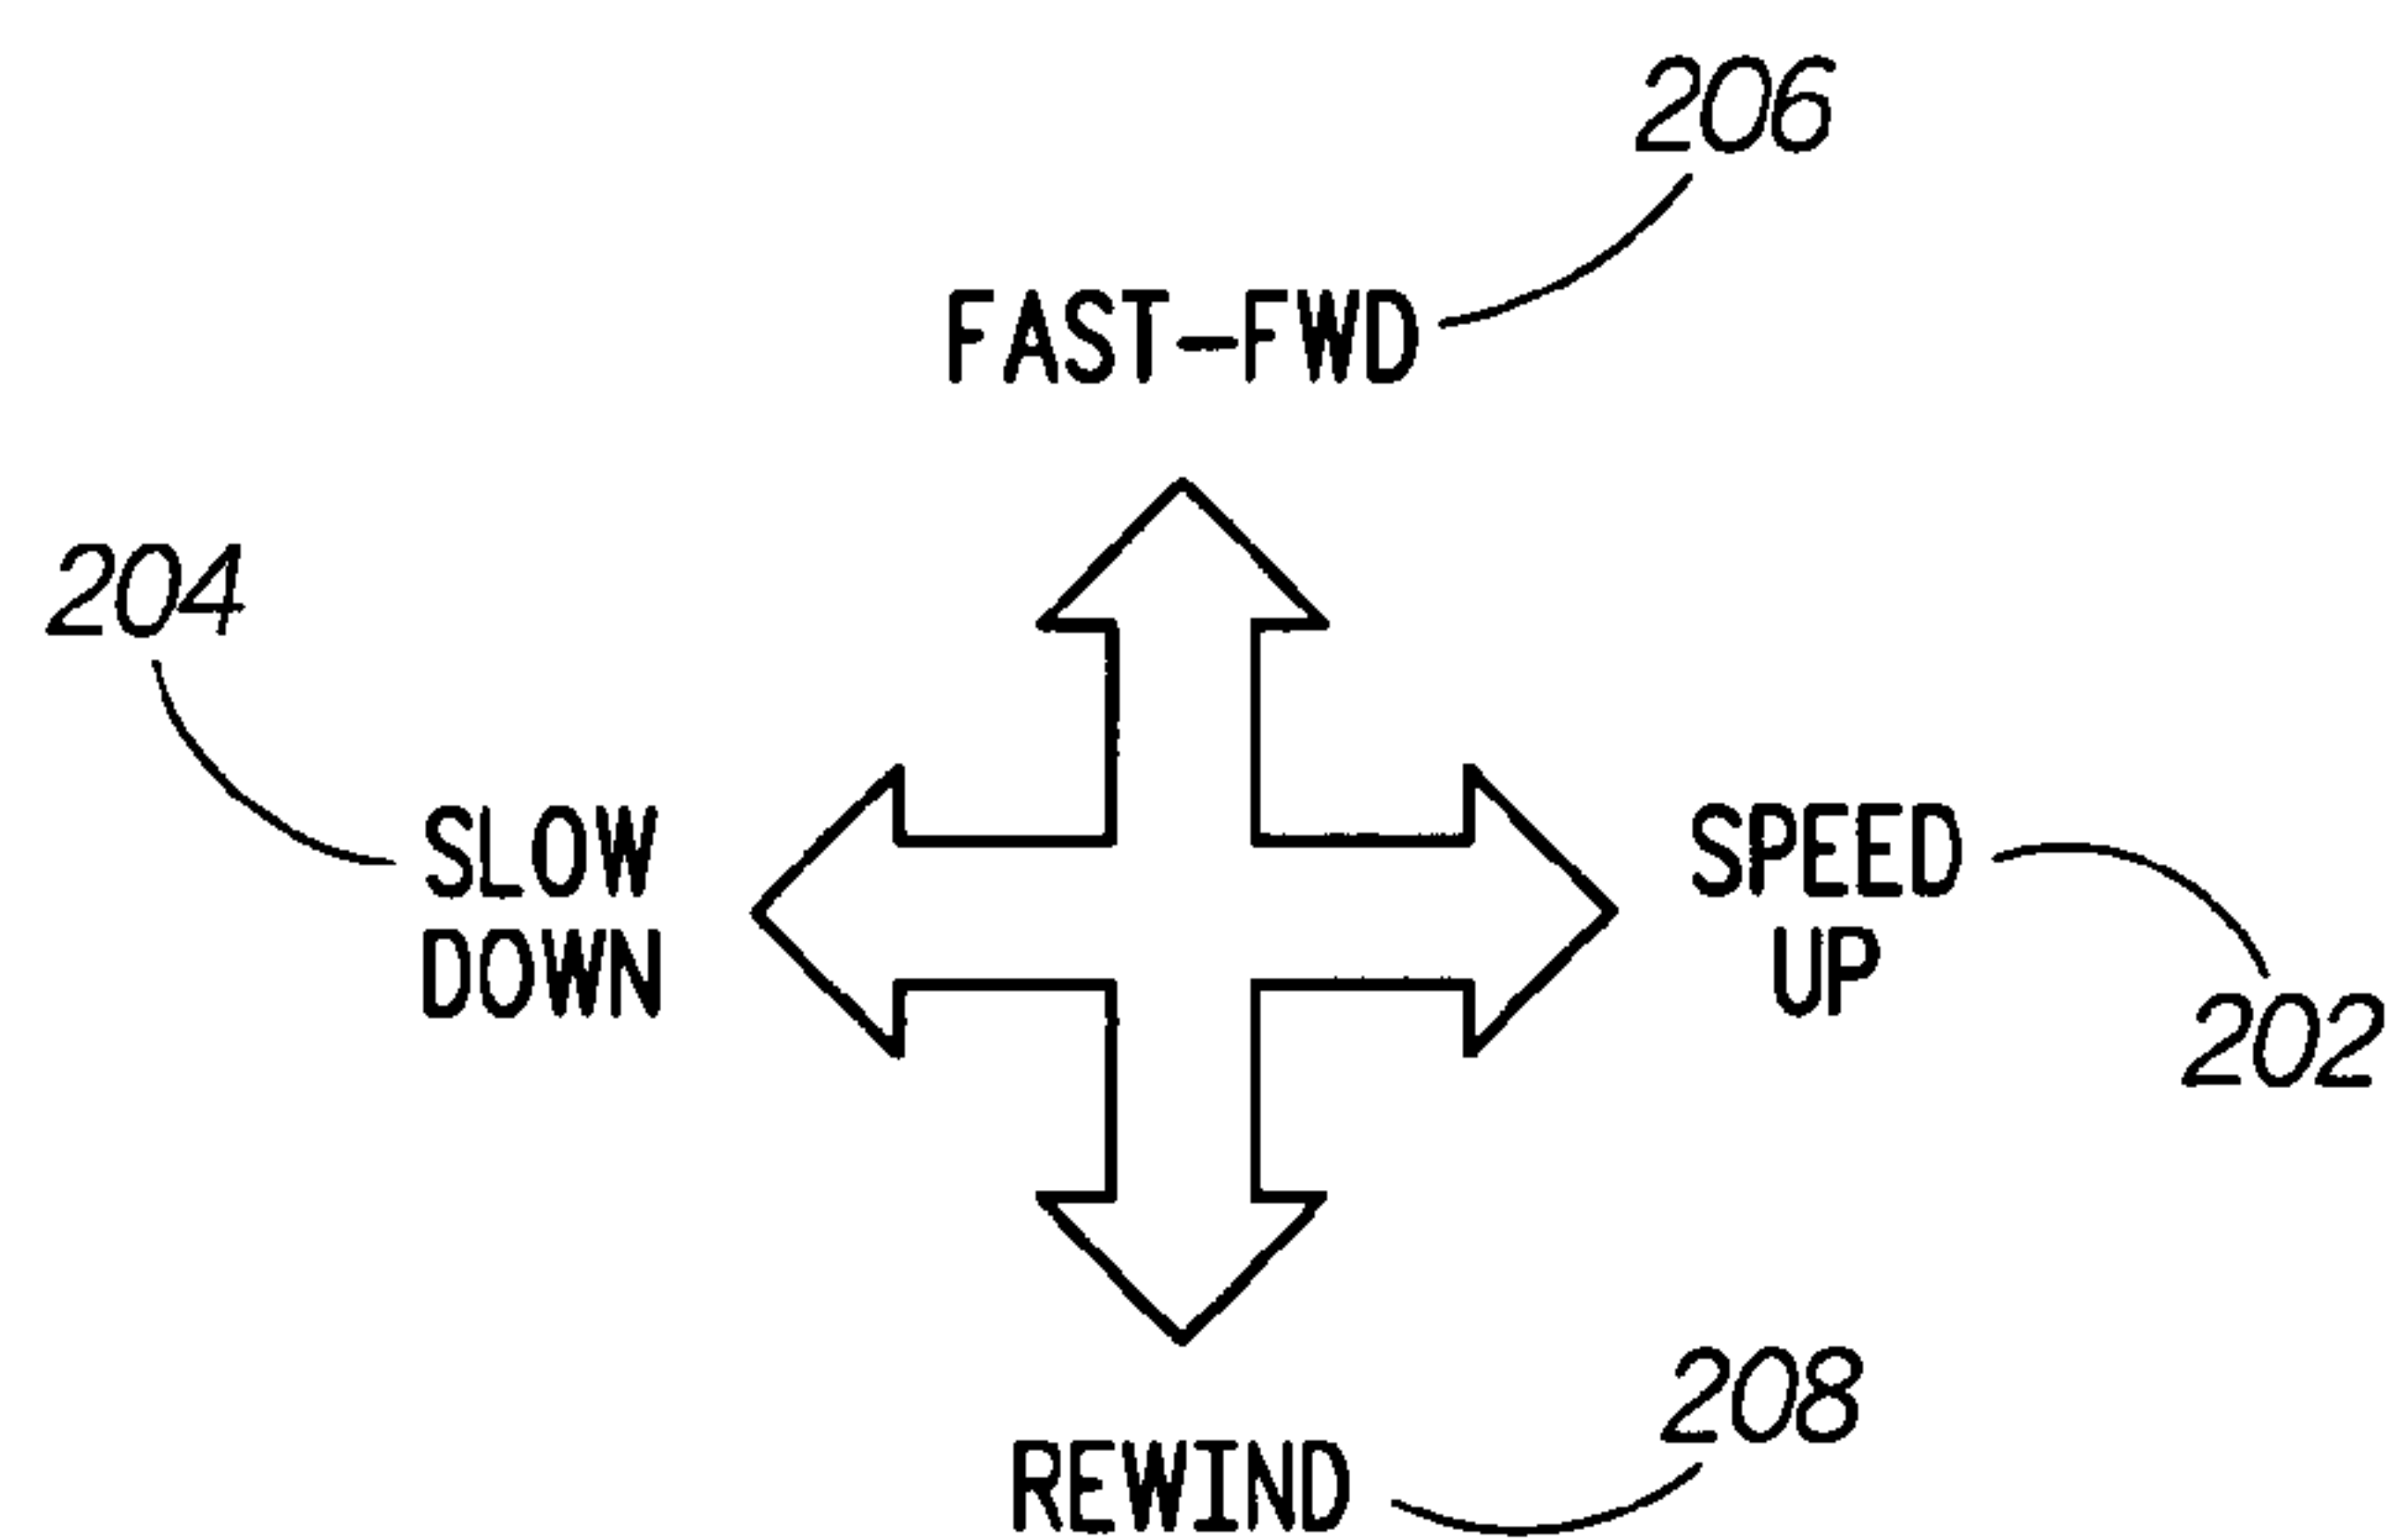 206
FAST-FWD
204
SLOW
DOWN
SPEED
UP
202
208
REWIND